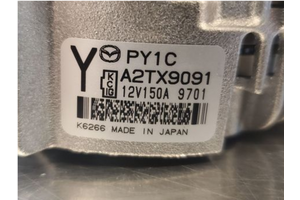 Y PY1C
A2TX9091
12V150A 9701
K6266 MADE IN JAPAN